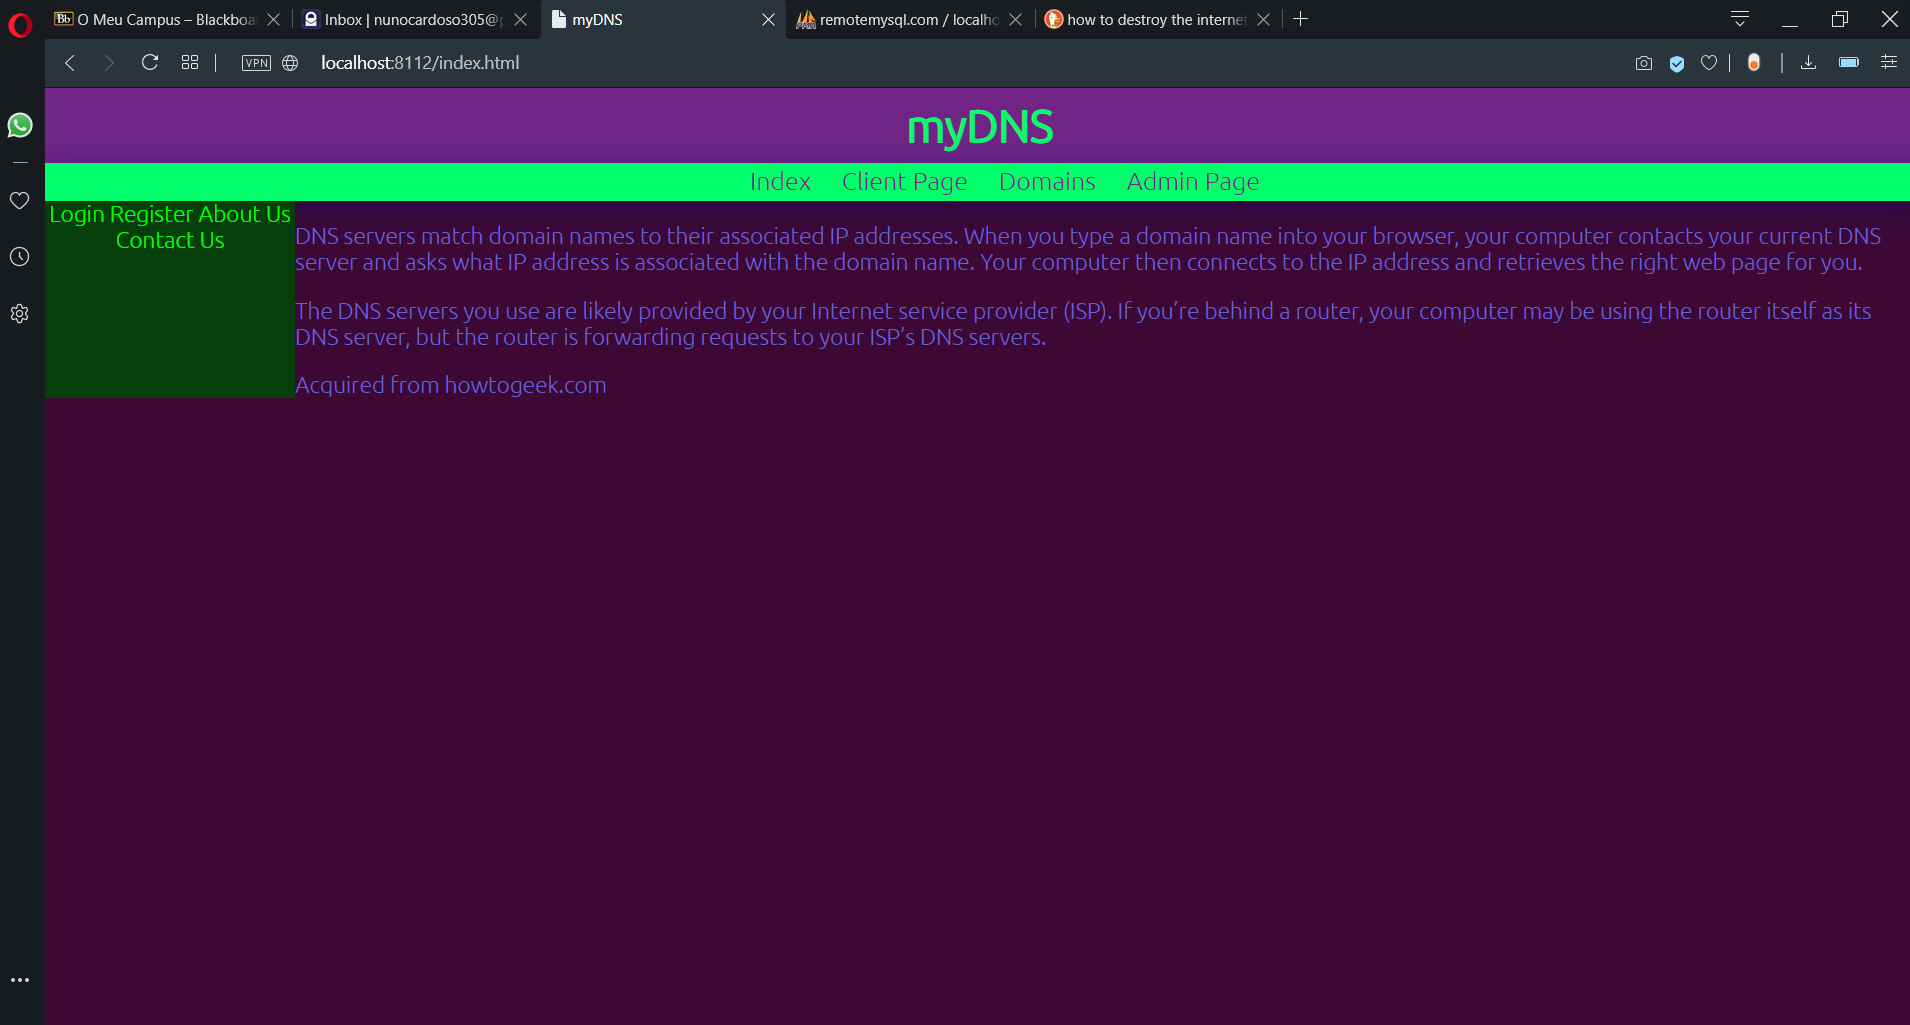 Bb O Meu Campus – Blackboa
Inbox | nunocardoso305@p
myDNS
remotemysql.com / localho
how to destroy the internet
VPN
localhost:8112/index.html
myDNS
Index Client Page Domains Admin Page
Login Register About Us
Contact Us
DNS servers match domain names to their associated IP addresses. When you type a domain name into your browser, your computer contacts your current DNS
server and asks what IP address is associated with the domain name. Your computer then connects to the IP address and retrieves the right web page for you.
The DNS servers you use are likely provided by your Internet service provider (ISP). If you’re behind a router, your computer may be using the router itself as its
DNS server, but the router is forwarding requests to your ISP’s DNS servers.
Acquired from howtogeek.com